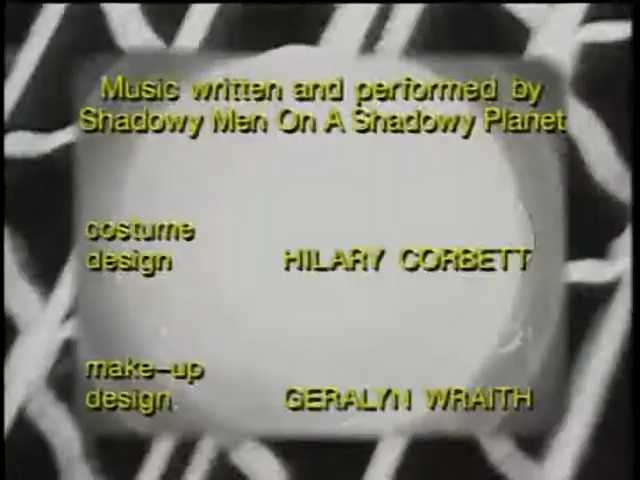 Music written and performed by
Shadowy Men On A Shadowy Planet
costume
design HILARY CORBETT
make-up
design GERALYN WRAITH